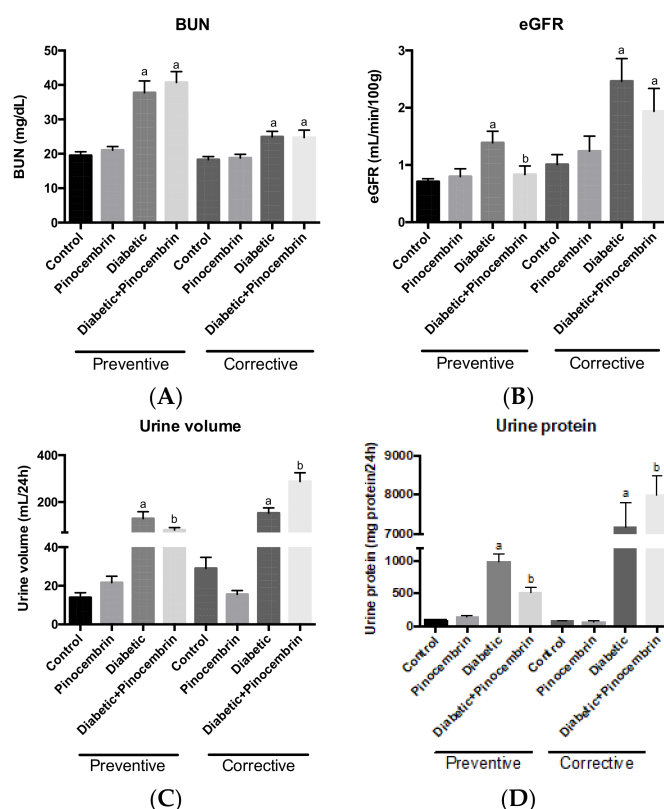 BUN
BUN (mg/dL)
50
40
30
20
10
0
a
a
a
a
Control
Pinocembrin
Diabetic
Diabetic+Pinocembrin
Control
Pinocembrin
Diabetic
Diabetic+Pinocembrin
Preventive
Corrective
(A)
eGFR
eGFR (mL/min/100g)
3
2
1
0
a
b
a
a
Control
Pinocembrin
Diabetic
Diabetic+Pinocembrin
Control
Pinocembrin
Diabetic
Diabetic+Pinocembrin
Preventive
Corrective
(B)
Urine volume
Urine volume (mL/24h)
400
200
40
20
0
a
b
a
b
Control
Pinocembrin
Diabetic
Diabetic+Pinocembrin
Control
Pinocembrin
Diabetic
Diabetic+Pinocembrin
Preventive
Corrective
(C)
Urine protein
Urine protein (mg protein/24h)
9000
8000
7000
1000
500
0
a
b
a
b
Control
Pinocembrin
Diabetic
Diabetic+Pinocembrin
Control
Pinocembrin
Diabetic
Diabetic+Pinocembrin
Preventive
Corrective
(D)